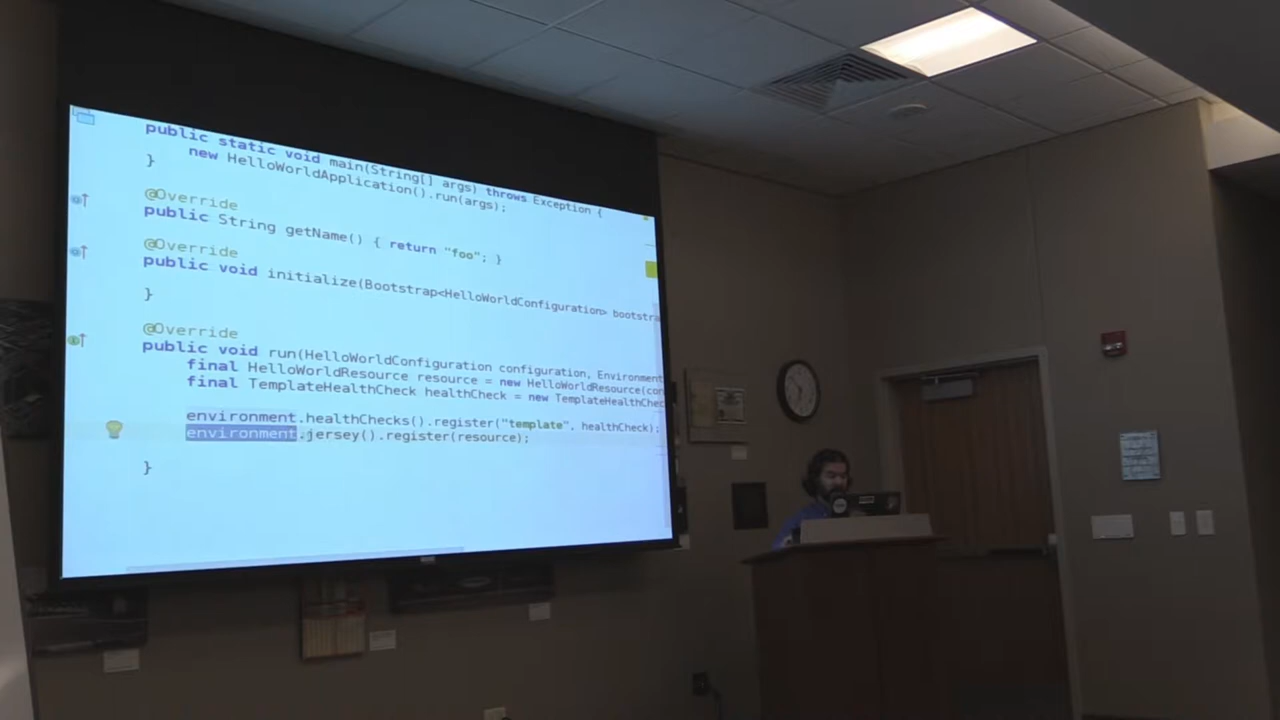 public static void main(String[] args) throws Exception {
new HelloWorldApplication().run(args);
}
@Override
public String getName() { return "foo"; }
@Override
public void initialize(Bootstrap<HelloWorldConfiguration> bootstra
}
@Override
public void run(HelloWorldConfiguration configuration, Environment
final HelloWorldResource resource = new HelloWorldResource(con
final TemplateHealthCheck healthCheck = new TemplateHealthChec
environment.healthChecks().register("template", healthCheck);
environment.jersey().register(resource);
}